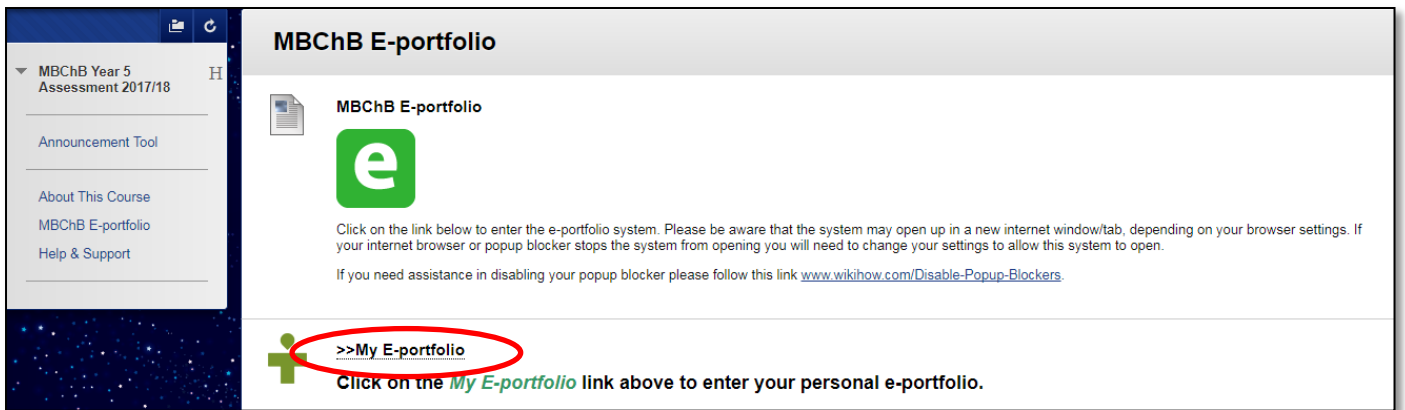 MBChB Year 5
Assessment 2017/18
H
Announcement Tool
About This Course
MBChB E-portfolio
Help & Support
MBChB E-portfolio
MBChB E-portfolio
e
Click on the link below to enter the e-portfolio system. Please be aware that the system may open up in a new internet window/tab, depending on your browser settings. If
your internet browser or popup blocker stops the system from opening you will need to change your settings to allow this system to open.
If you need assistance in disabling your popup blocker please follow this link www.wikihow.com/Disable-Popup-Blockers.
>>My E-portfolio
Click on the My E-portfolio link above to enter your personal e-portfolio.